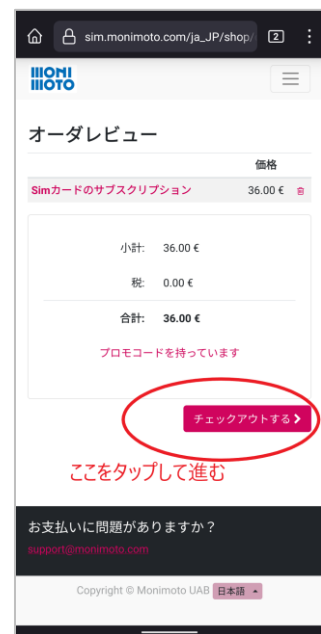 sim.monimoto.com/ja_JP/shop/ 2
MONI
MOTO
オーダレビュー
価格
Simカードのサブスクリプション 36.00 €
小計: 36.00 €
税: 0.00 €
合計: 36.00 €
プロモコードを持っています
チェックアウトする
ここをタップして進む
お支払いに問題がありますか？
support@monimoto.com
Copyright © Monimoto UAB 日本語